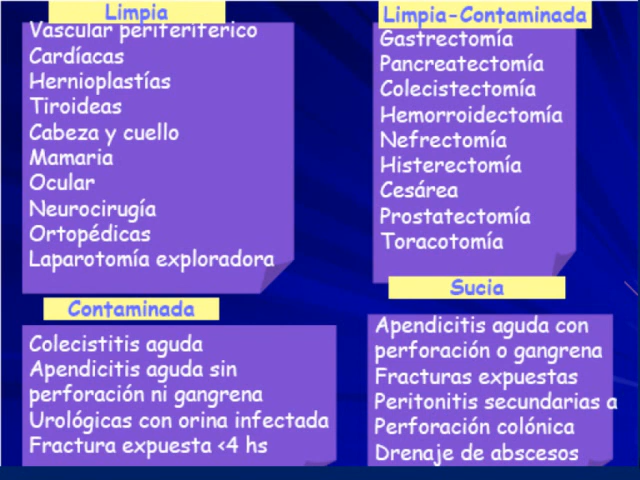 Limpia
Vascular periferiferico
Cardíacas
Hernioplastías
Tiroideas
Cabeza y cuello
Mamaria
Ocular
Neurocirugía
Ortopédicas
Laparotomía exploradora
Limpia-Contaminada
Gastrectomía
Pancreatectomía
Colecistectomía
Hemorroidectomía
Nefrectomía
Histerectomía
Cesárea
Prostatectomía
Toracotomía
Contaminada
Colecistitis aguda
Apendicitis aguda sin
perforación ni gangrena
Urológicas con orina infectada
Fractura expuesta <4 hs
Sucia
Apendicitis aguda con
perforación o gangrena
Fracturas expuestas
Peritonitis secundarias a
Perforación colónica
Drenaje de abscesos